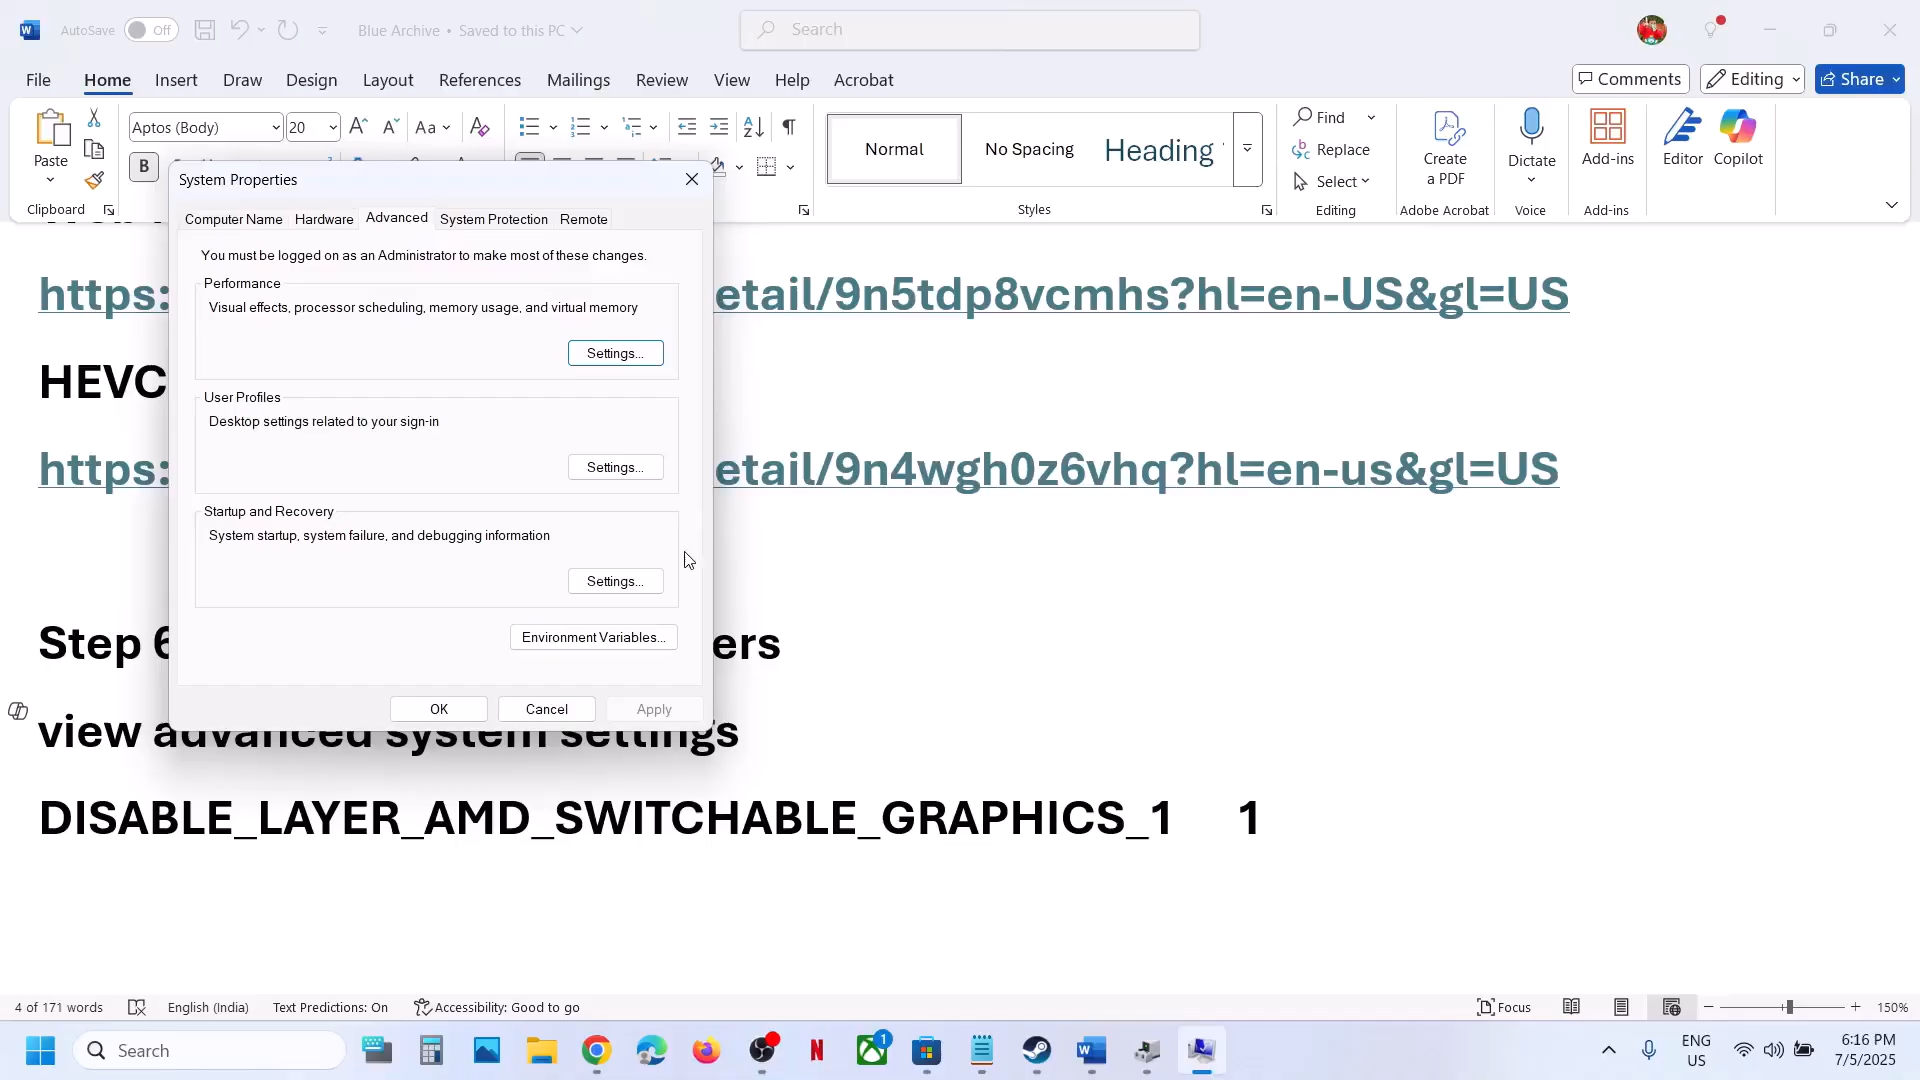 AutoSave Off
Blue Archive • Saved to this PC
Search
File Home Insert Draw Design Layout References Mailings Review View Help Acrobat
Comments Editing Share
Paste
Clipboard
Aptos (Body) 20
Aa
B
Normal
No Spacing
Heading
Styles
Find
Replace
Select
Editing
Create a PDF
Adobe Acrobat
Dictate
Voice
Add-ins
Add-ins
Editor
Copilot
System Properties
Computer Name Hardware Advanced System Protection Remote
You must be logged on as an Administrator to make most of these changes.
Performance
Visual effects, processor scheduling, memory usage, and virtual memory
Settings...
User Profiles
Desktop settings related to your sign-in
Settings...
Startup and Recovery
System startup, system failure, and debugging information
Settings...
Environment Variables...
OK Cancel Apply
https: etail/9n5tdp8vcmhs?hl=en-US&gl=US
HEVC
https: etail/9n4wgh0z6vhq?hl=en-us&gl=US
Step 6 ers
view advanced system settings
DISABLE_LAYER_AMD_SWITCHABLE_GRAPHICS_1 1
4 of 171 words English (India) Text Predictions: On Accessibility: Good to go Focus 150%
Search
1
ENG
US
6:16 PM
7/5/2025